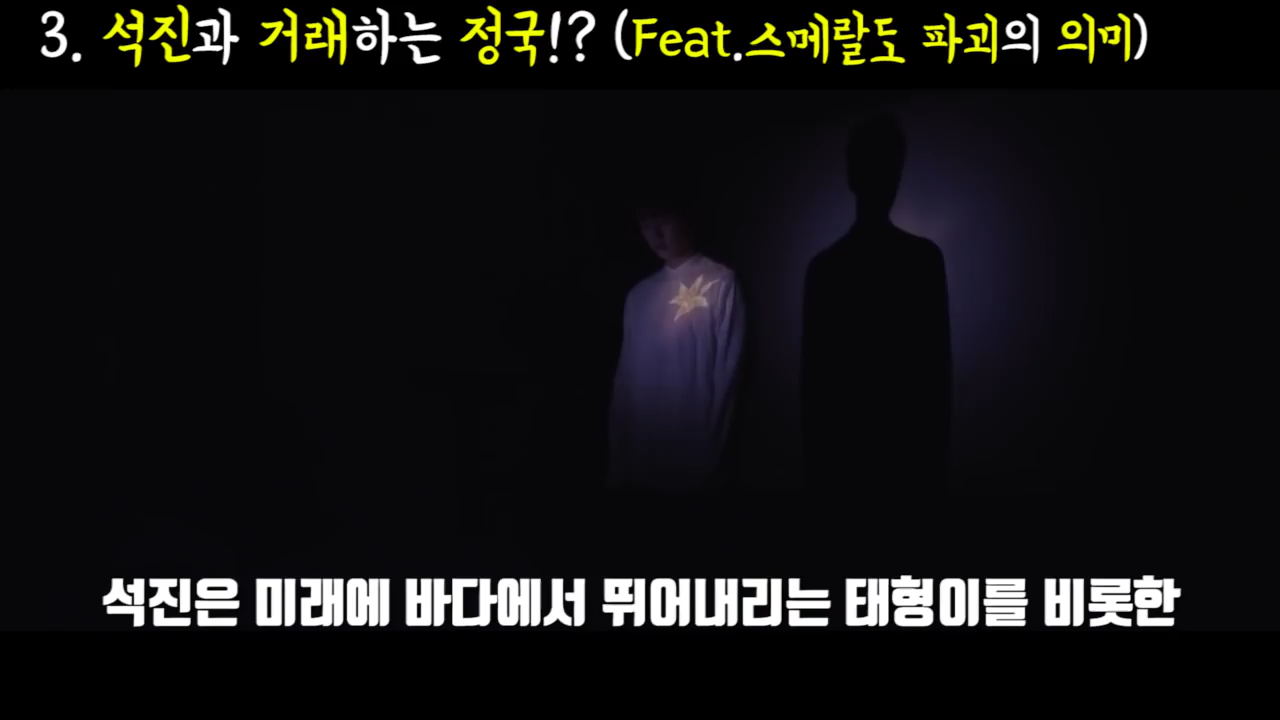 3. 석진과 거래하는 정국!? (Feat.스메랄도 파괴의 의미)
석진은 미래에 바다에서 뛰어내리는 태형이를 비롯한